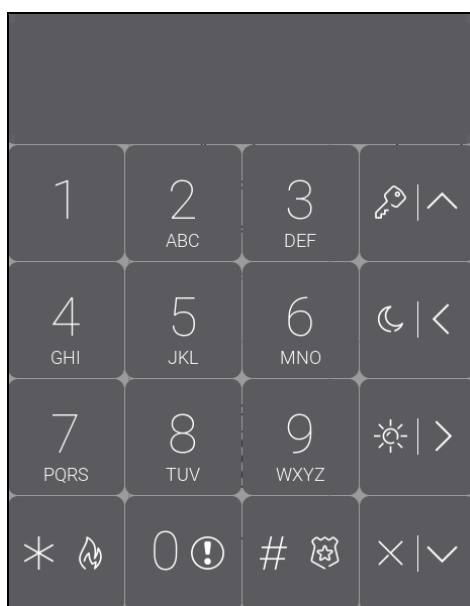 1 2 3
ABC DEF
4 5 6
GHI JKL MNO
7 8 9
PQRS TUV WXYZ
* 0 ! #